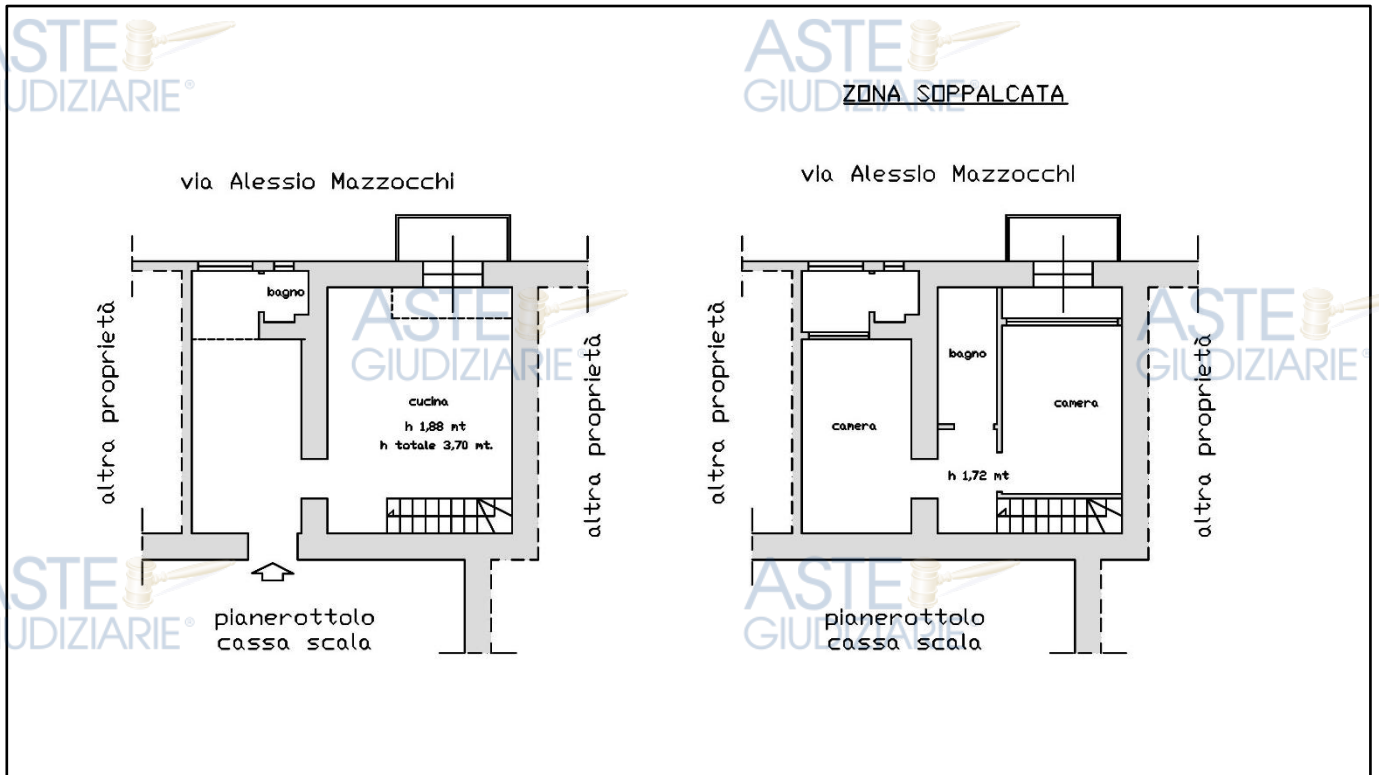 ASTE
GIUDIZIARIE®
ASTE
GIUDIZIARIE®
ZONA SOPPALCATA
via Alessio Mazzocchi
via Alessio Mazzocchi
bagno
altra proprietà
ASTE
GIUDIZIARIE®
cucina
h 1,88 mt
h totale 3,70 mt.
altra proprietà
altra proprietà
bagno
camera
camera
h 1,72 mt
ASTE
GIUDIZIARIE®
altra proprietà
ASTE
GIUDIZIARIE®
pianerottolo
cassa scala
ASTE
GIUDIZIARIE
pianerottolo
cassa scala